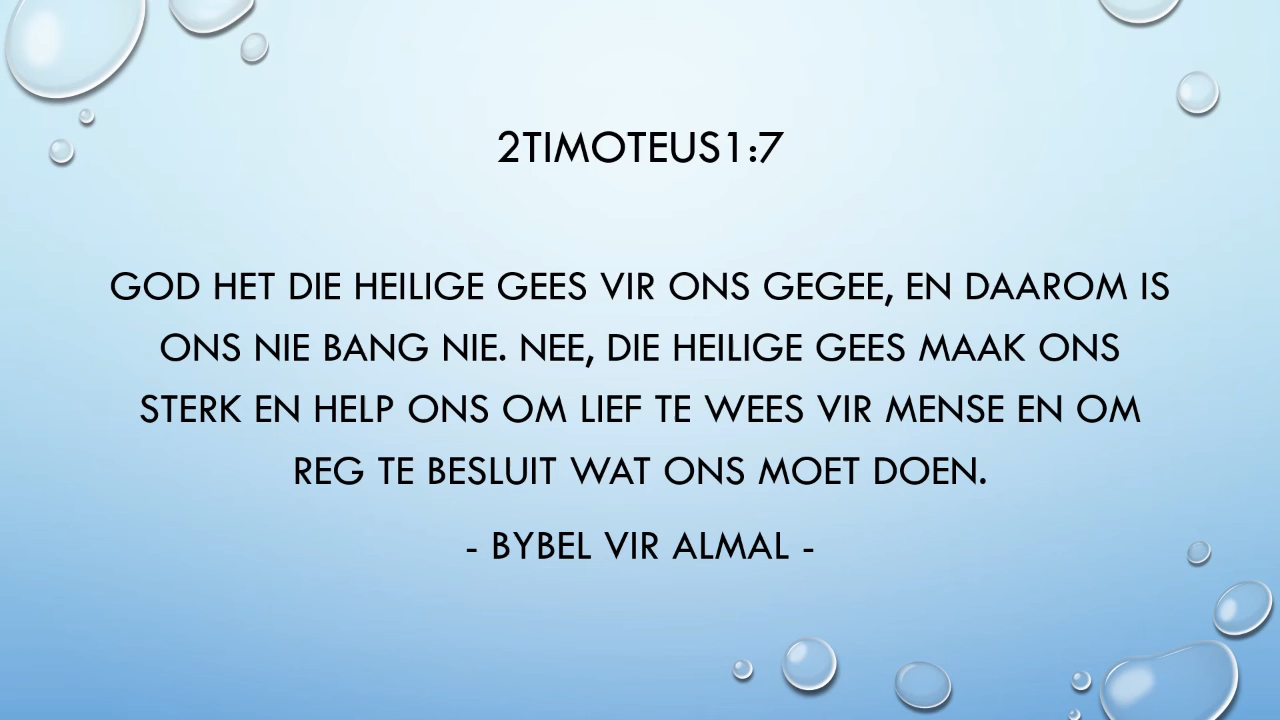 2TIMOTEUS1:7
GOD HET DIE HEILIGE GEES VIR ONS GEGEE, EN DAAROM IS
ONS NIE BANG NIE. NEE, DIE HEILIGE GEES MAAK ONS
STERK EN HELP ONS OM LIEF TE WEES VIR MENSE EN OM
REG TE BESLUIT WAT ONS MOET DOEN.
- BYBEL VIR ALMAL -